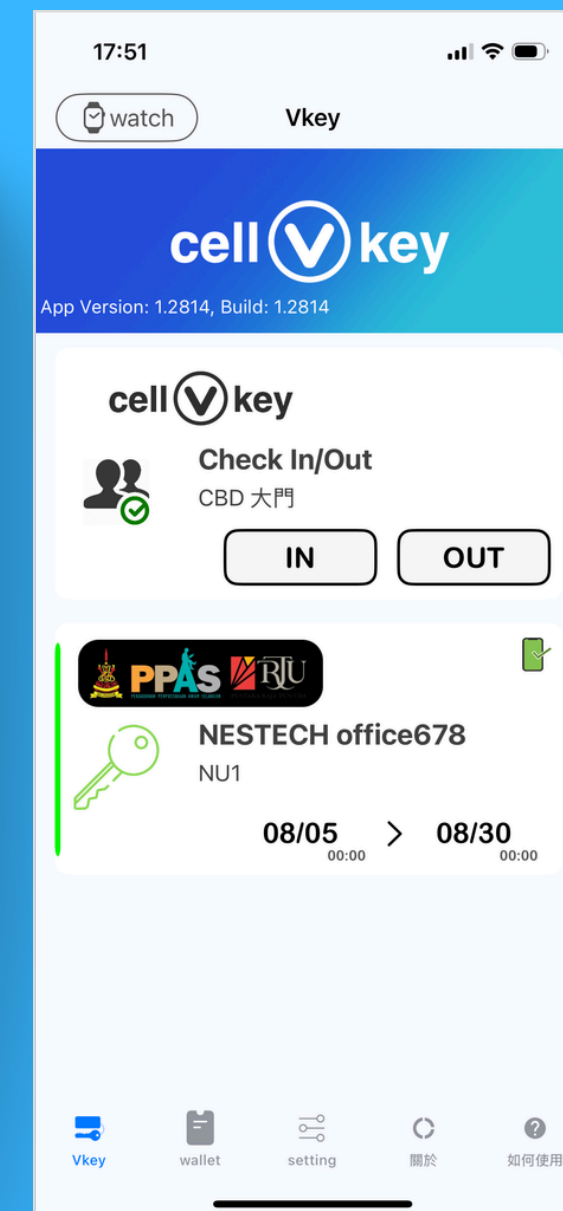 17:51
watch
Vkey
cell V key
App Version: 1.2814, Build: 1.2814
cell V key
Check In/Out
CBD 大門
IN OUT
PPAS RTU
NESTECH office678
NU1
08/05 > 08/30
00:00 00:00
Vkey wallet setting 關於 如何使用